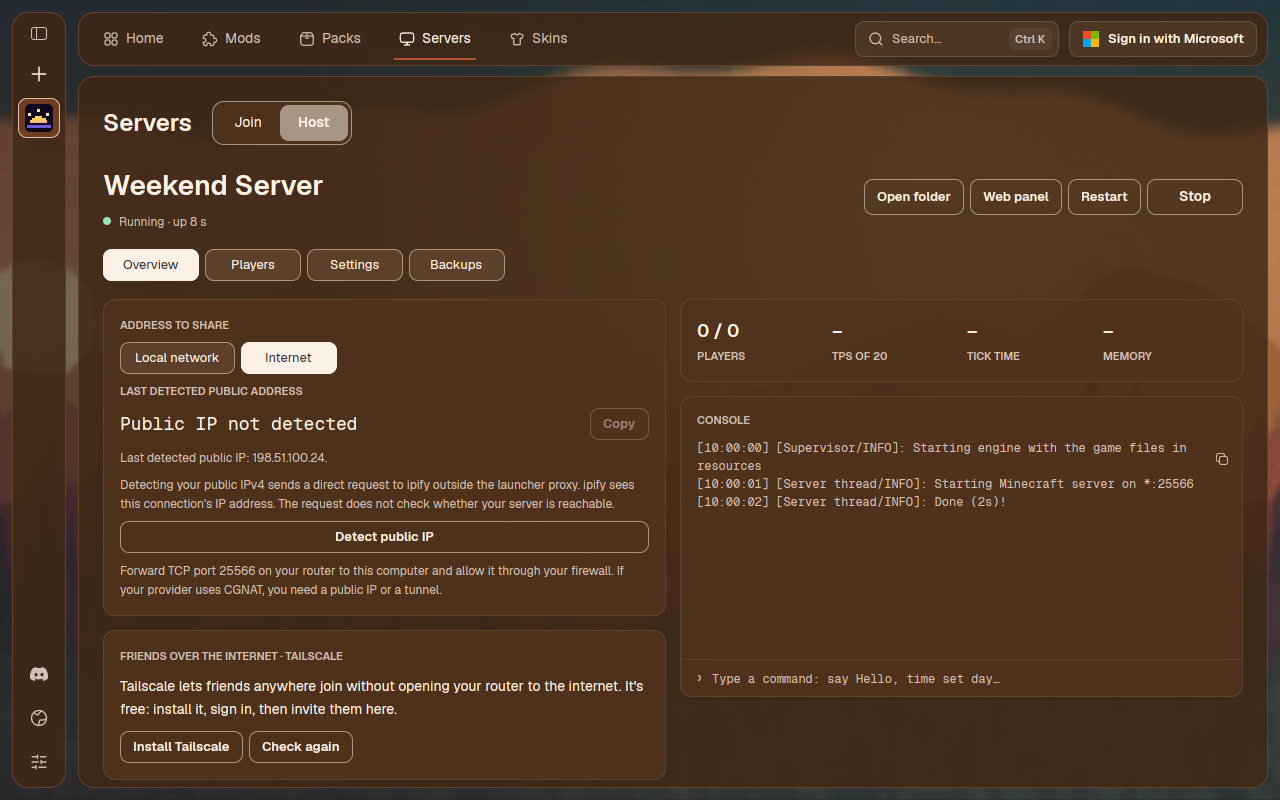 Home
Mods
Packs
Servers
Skins
Search...
Ctrl K
Sign in with Microsoft
Servers
Join
Host
Weekend Server
Running · up 8 s
Open folder
Web panel
Restart
Stop
Overview
Players
Settings
Backups
ADDRESS TO SHARE
Local network
Internet
LAST DETECTED PUBLIC ADDRESS
Public IP not detected
Copy
Last detected public IP: 198.51.100.24.
Detecting your public IPv4 sends a direct request to ipify outside the launcher proxy. ipify sees
this connection's IP address. The request does not check whether your server is reachable.
Detect public IP
Forward TCP port 25566 on your router to this computer and allow it through your firewall. If
your provider uses CGNAT, you need a public IP or a tunnel.
FRIENDS OVER THE INTERNET · TAILSCALE
Tailscale lets friends anywhere join without opening your router to the internet. It's
free: install it, sign in, then invite them here.
Install Tailscale
Check again
0 / 0
PLAYERS
–
TPS OF 20
–
TICK TIME
–
MEMORY
CONSOLE
[10:00:00] [Supervisor/INFO]: Starting engine with the game files in
resources
[10:00:01] [Server thread/INFO]: Starting Minecraft server on *:25566
[10:00:02] [Server thread/INFO]: Done (2s)!
› Type a command: say Hello, time set day…